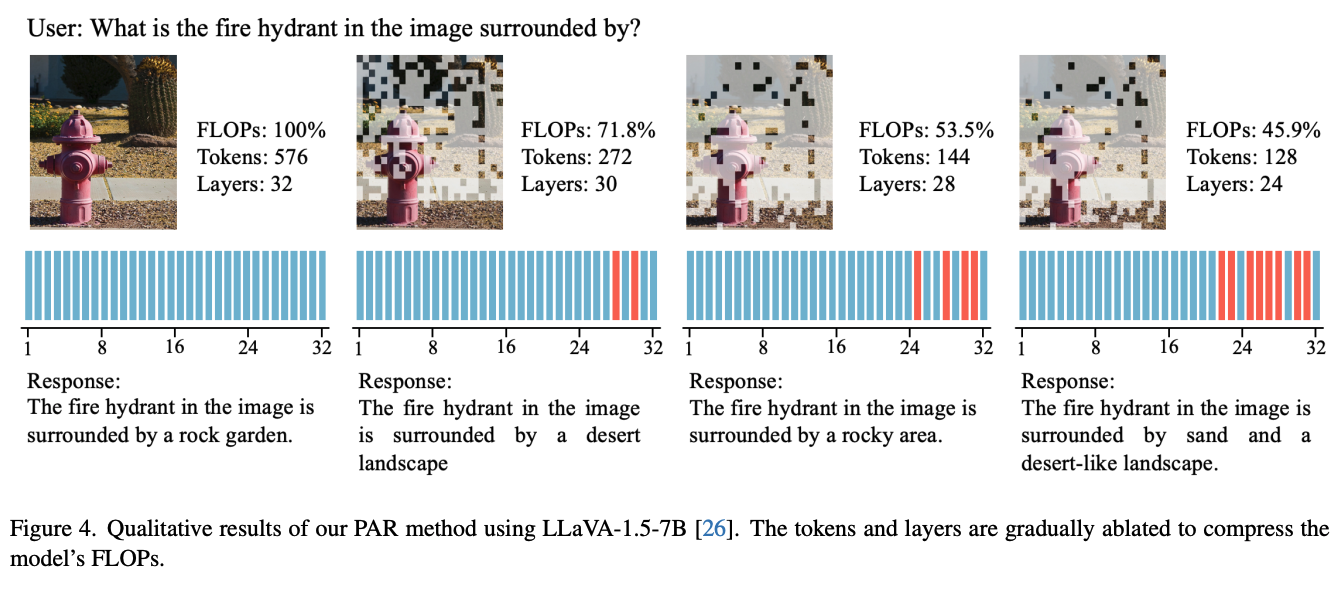 User: What is the fire hydrant in the image surrounded by?
FLOPs: 100%
Tokens: 576
Layers: 32
FLOPs: 71.8%
Tokens: 272
Layers: 30
FLOPs: 53.5%
Tokens: 144
Layers: 28
FLOPs: 45.9%
Tokens: 128
Layers: 24
1 8 16 24 32
1 8 16 24 32
1 8 16 24 32
1 8 16 24 32
Response:
The fire hydrant in the image is
surrounded by a rock garden.
Response:
The fire hydrant in the image
is surrounded by a desert
landscape
Response:
The fire hydrant in the image is
surrounded by a rocky area.
Response:
The fire hydrant in the image is
surrounded by sand and a
desert-like landscape.
Figure 4. Qualitative results of our PAR method using LLaVA-1.5-7B [26]. The tokens and layers are gradually ablated to compress the
model’s FLOPs.